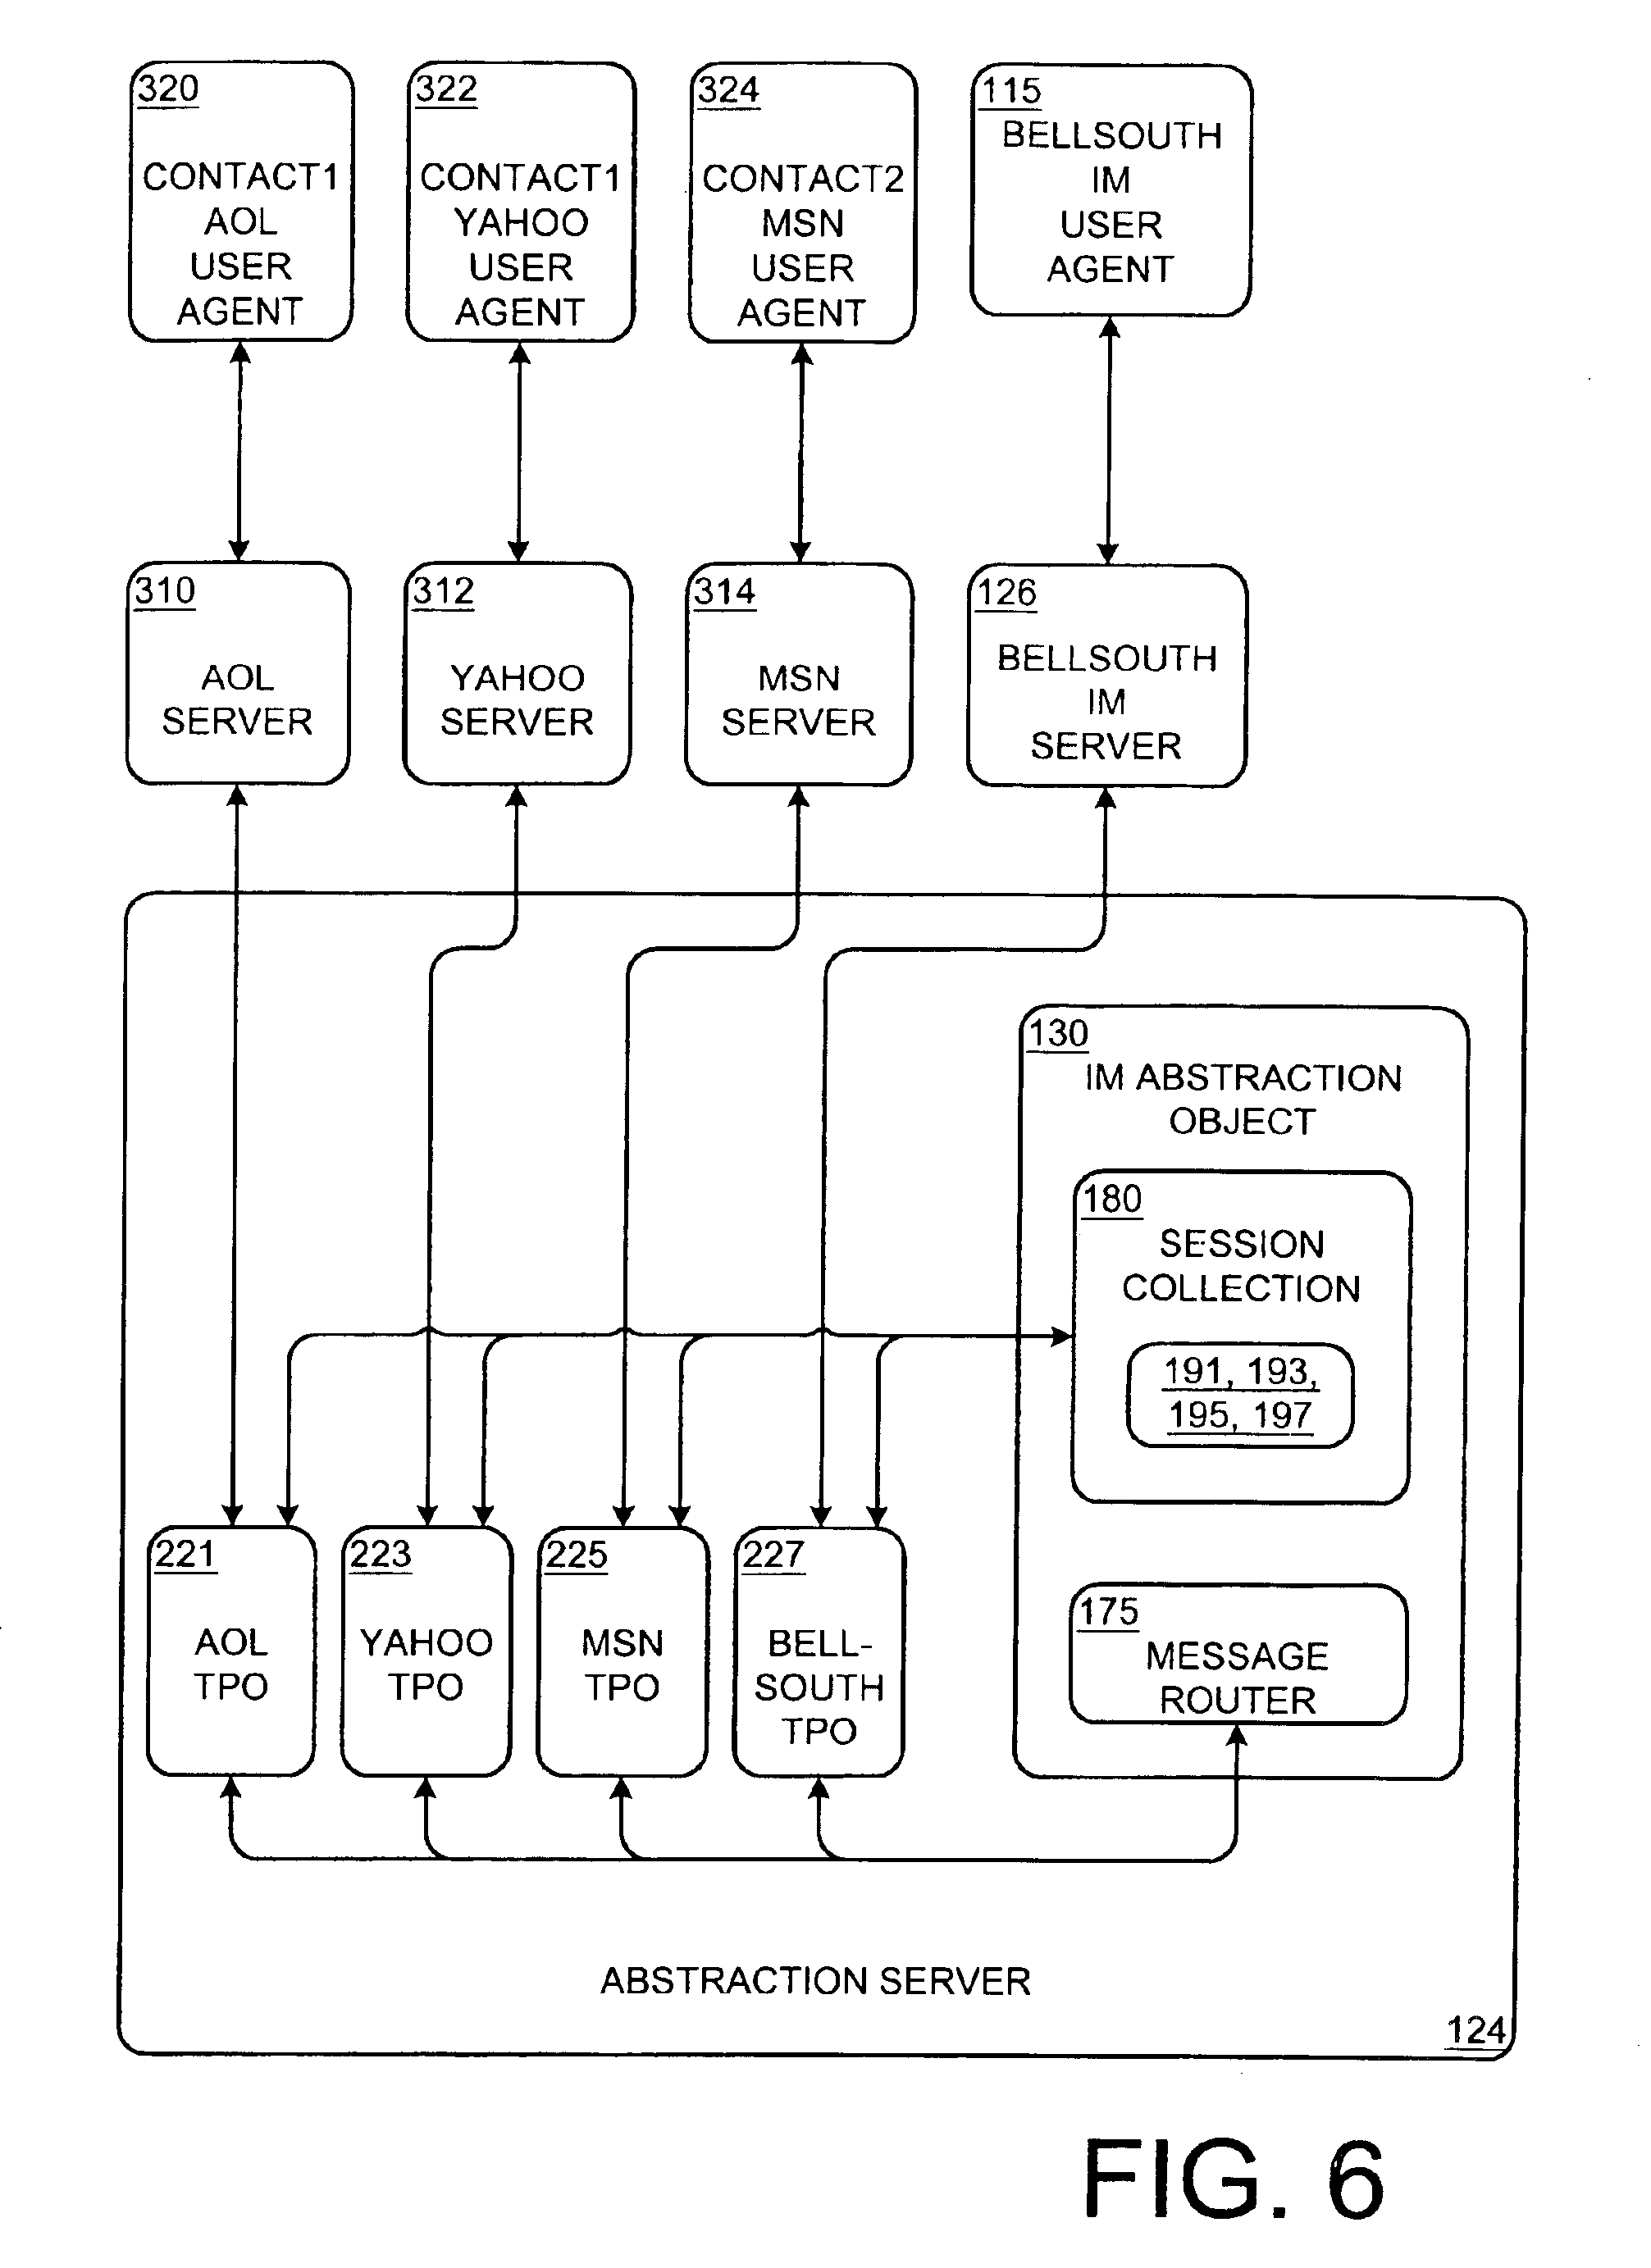 320
CONTACT1
AOL
USER
AGENT
322
CONTACT1
YAHOO
USER
AGENT
324
CONTACT2
MSN
USER
AGENT
115
BELLSOUTH
IM
USER
AGENT
310
AOL
SERVER
312
YAHOO
SERVER
314
MSN
SERVER
126
BELLSOUTH
IM
SERVER
130
IM ABSTRACTION
OBJECT
180
SESSION
COLLECTION
191, 193,
195, 197
221
AOL
TPO
223
YAHOO
TPO
225
MSN
TPO
227
BELL-
SOUTH
TPO
175
MESSAGE
ROUTER
ABSTRACTION SERVER
124
FIG. 6